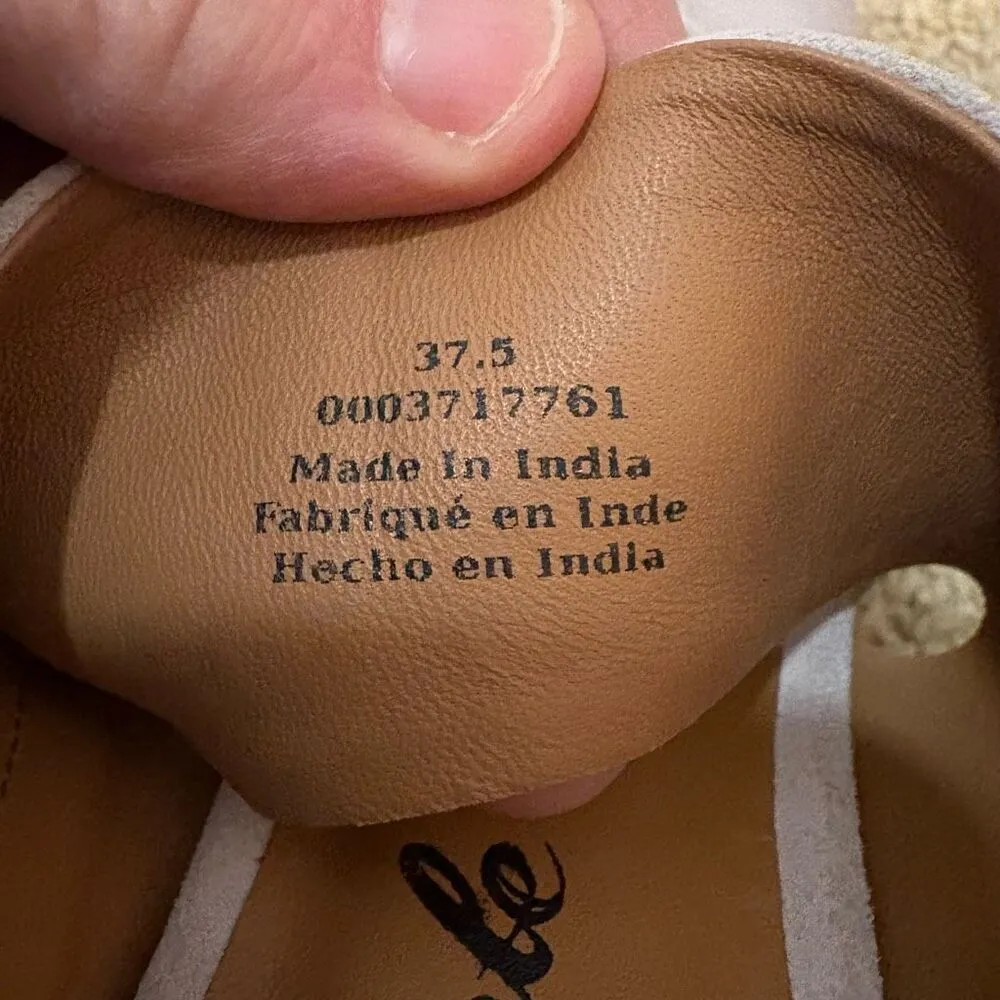 37.5
0003717761
Made In India
Fabriqué en Inde
Hecho en India